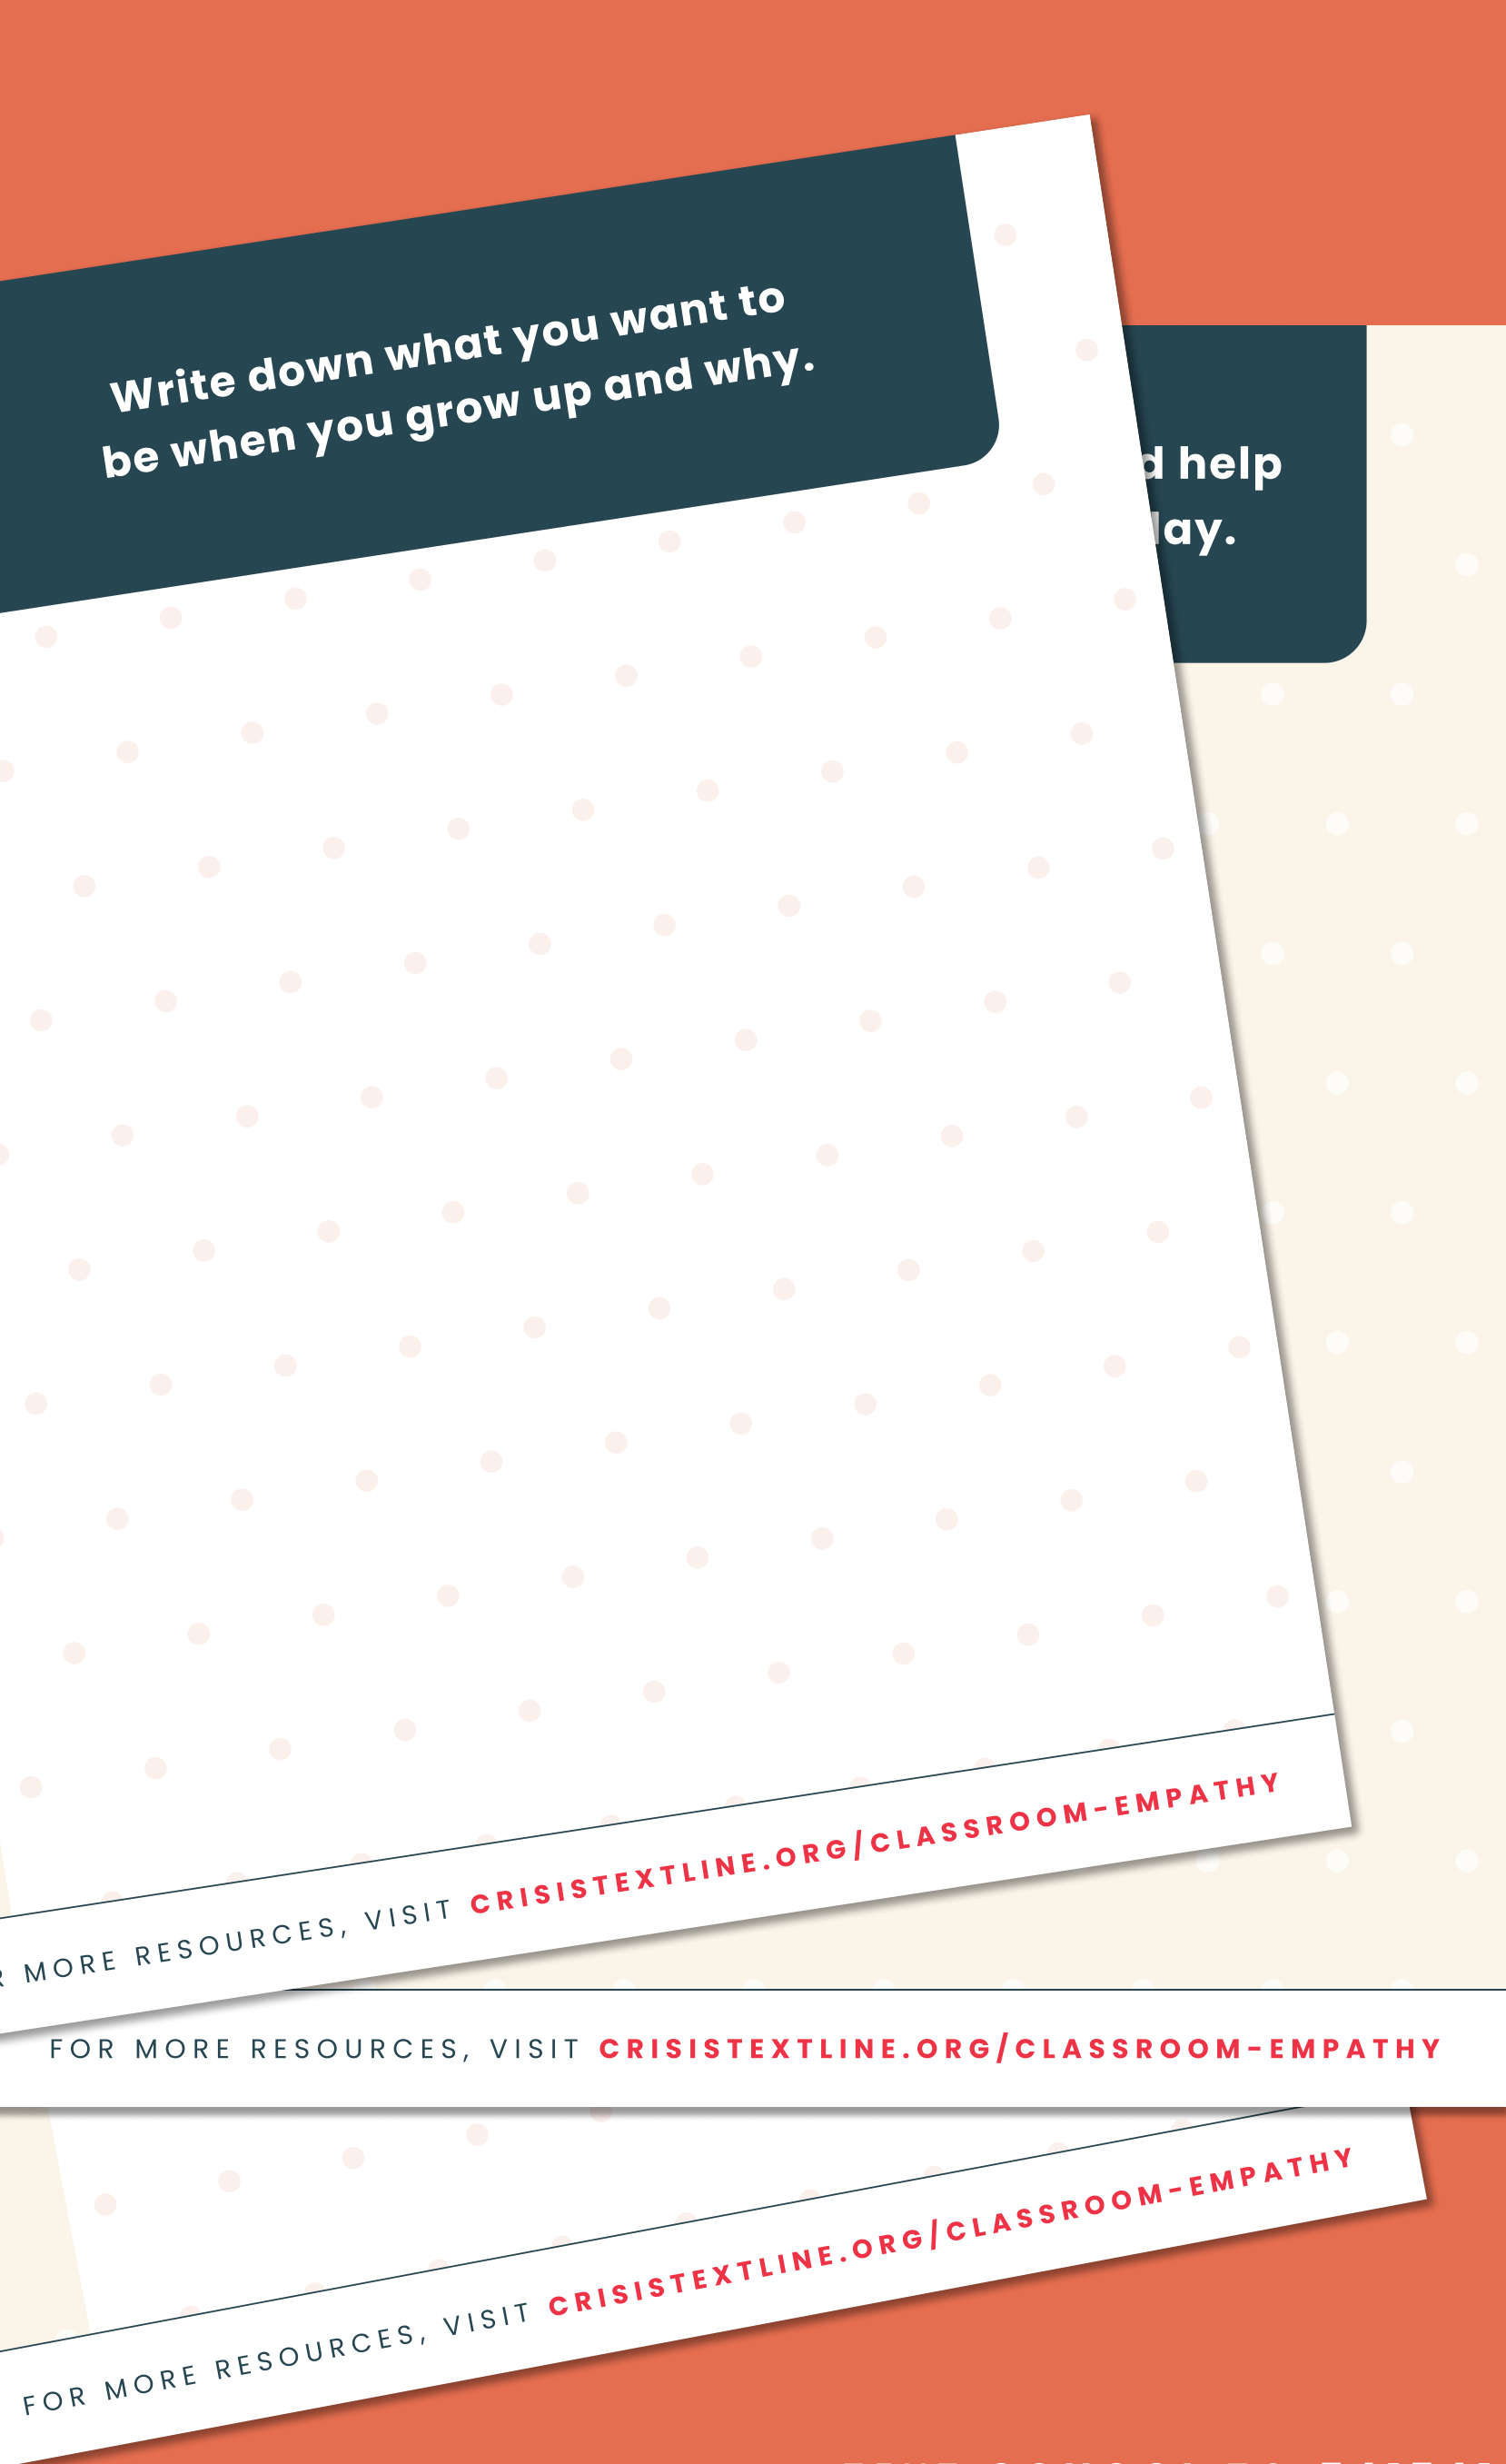 Write down what you want to
be when you grow up and why.
help
MORE RESOURCES, VISIT CRISISTEXTLINE.ORG/CLASSROOM-EMPATHY
FOR MORE RESOURCES, VISIT CRISISTEXTLINE.ORG/CLASSROOM-EMPATHY
FOR MORE RESOURCES, VISIT CRISISTEXTLINE.ORG/CLASSROOM-EMPATHY